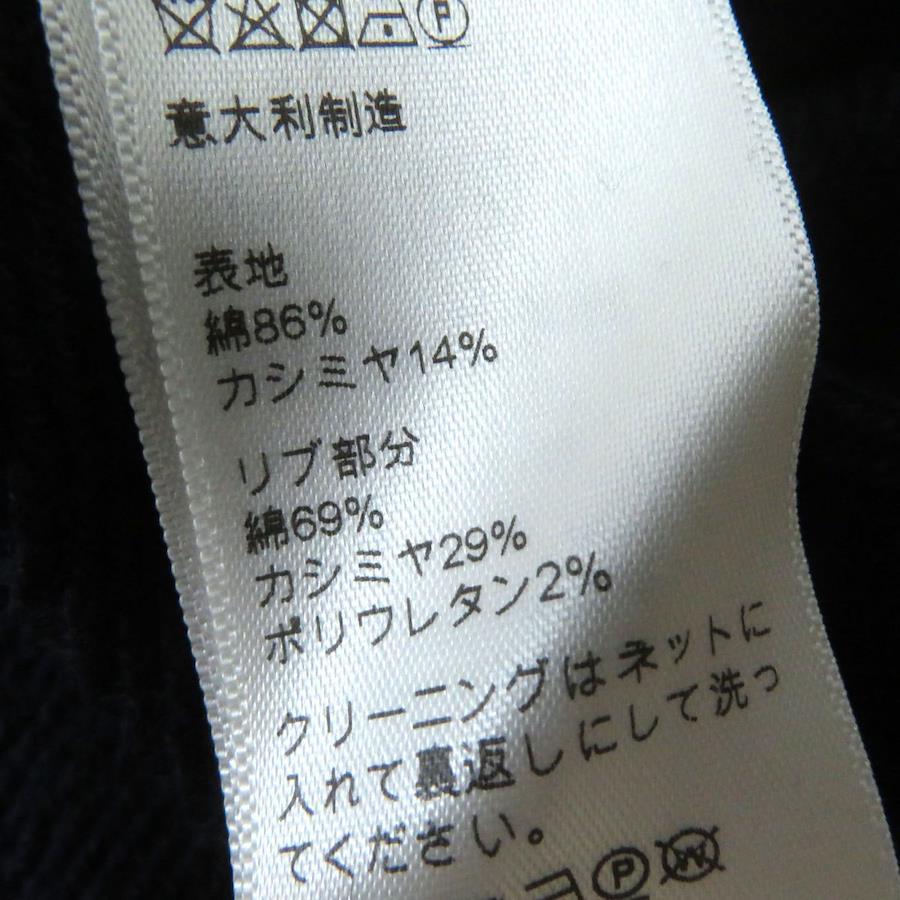 P
意大利制造
表地
綿86%
カシミヤ14%
リブ部分
綿69%
カシミヤ29%
ポリウレタン2%
クリーニングはネットに
入れて裏返しにして洗っ
てください。
P